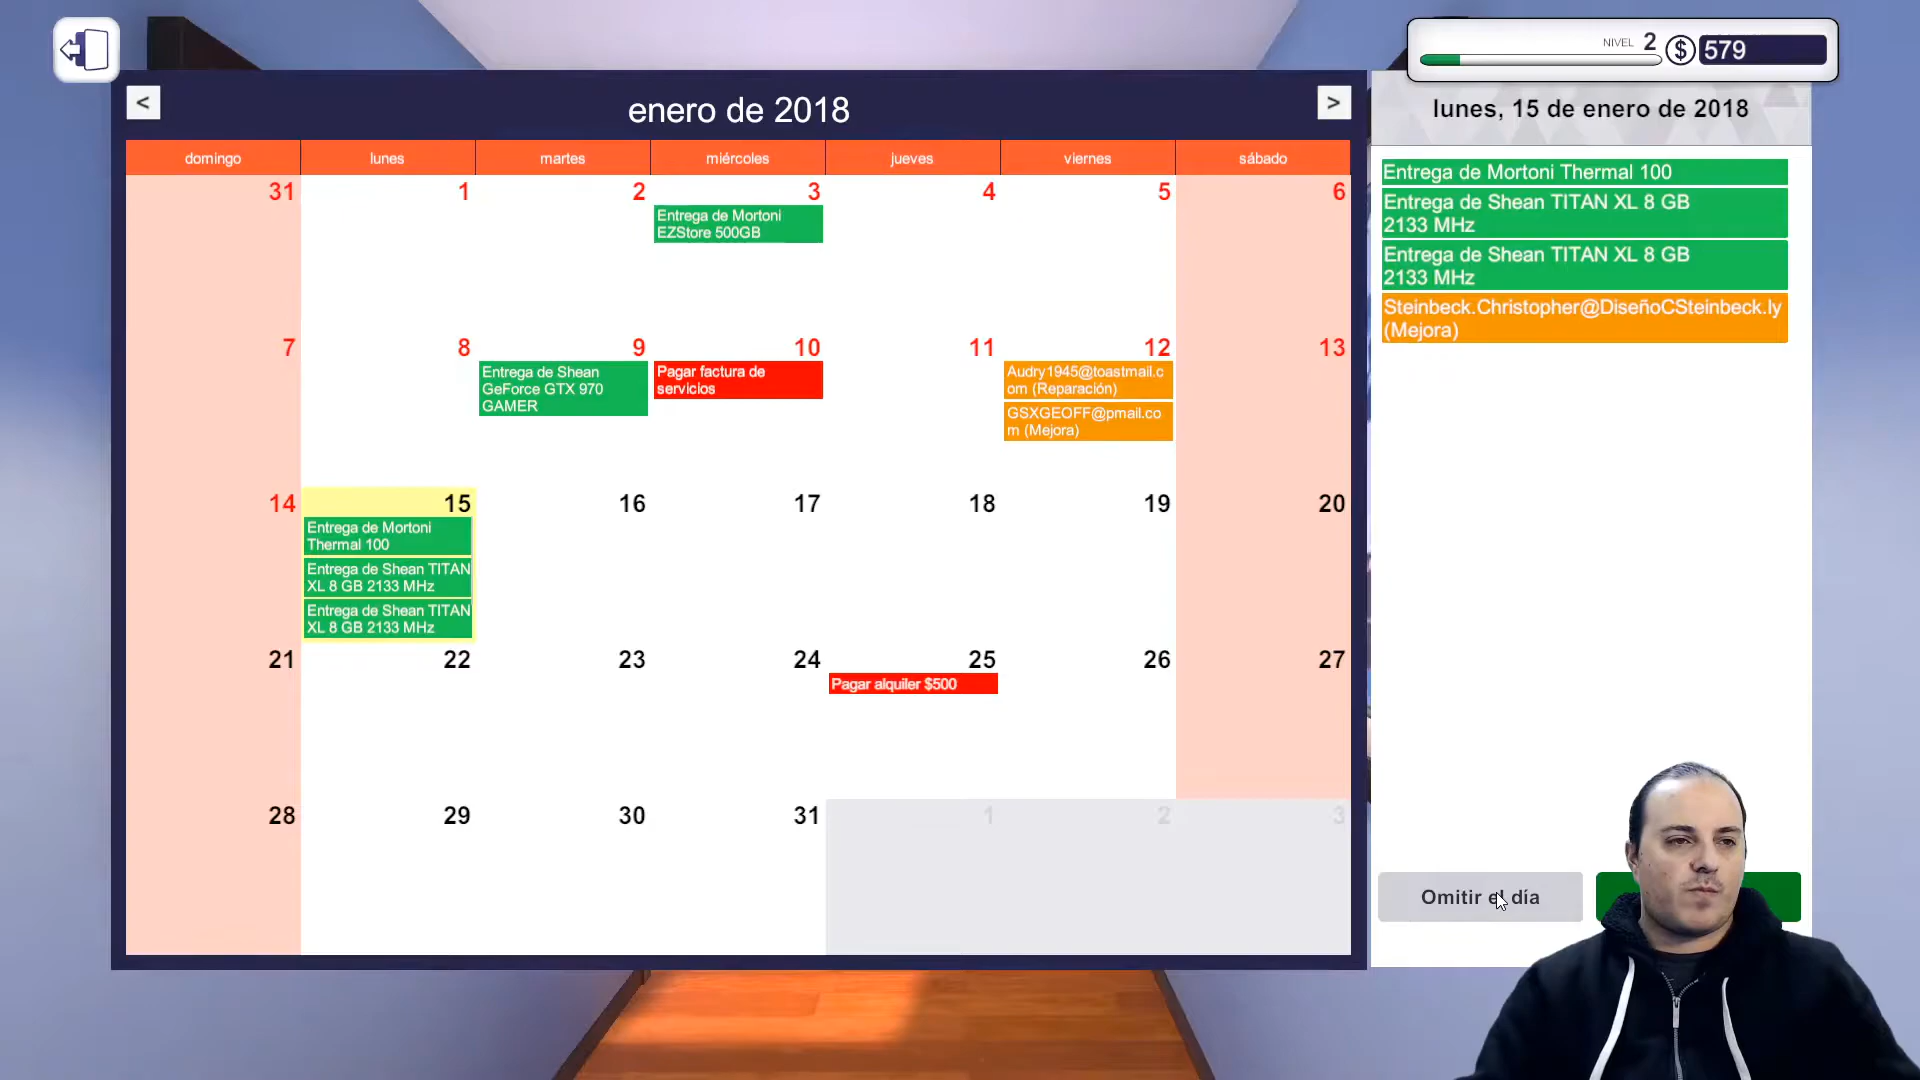 NIVEL 2 $ 579
< enero de 2018 >
lunes, 15 de enero de 2018
domingo lunes martes miércoles jueves viernes sábado
31 1 2 3 4 5 6
Entrega de Mortoni
EZStore 500GB
7 8 9 10 11 12 13
Entrega de Shean
GeForce GTX 970
GAMER
Pagar factura de
servicios
Audry1945@toastmail.c
om (Reparación)
GSXGEOFF@pmail.co
m (Mejora)
14 15 16 17 18 19 20
Entrega de Mortoni
Thermal 100
Entrega de Shean TITAN
XL 8 GB 2133 MHz
Entrega de Shean TITAN
XL 8 GB 2133 MHz
21 22 23 24 25 26 27
Pagar alquiler $500
28 29 30 31 1 2 3
Entrega de Mortoni Thermal 100
Entrega de Shean TITAN XL 8 GB
2133 MHz
Entrega de Shean TITAN XL 8 GB
2133 MHz
Steinbeck.Christopher@DiseñoCSteinbeck.ly
(Mejora)
Omitir el día